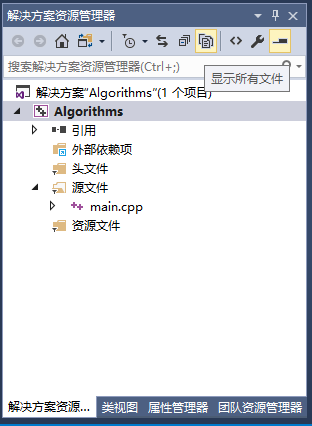 解决方案资源管理器
搜索解决方案资源管理器(Ctrl+;)
显示所有文件
解决方案"Algorithms"(1 个项目)
Algorithms
引用
外部依赖项
头文件
源文件
main.cpp
资源文件
解决方案资源...
类视图
属性管理器
团队资源管理器